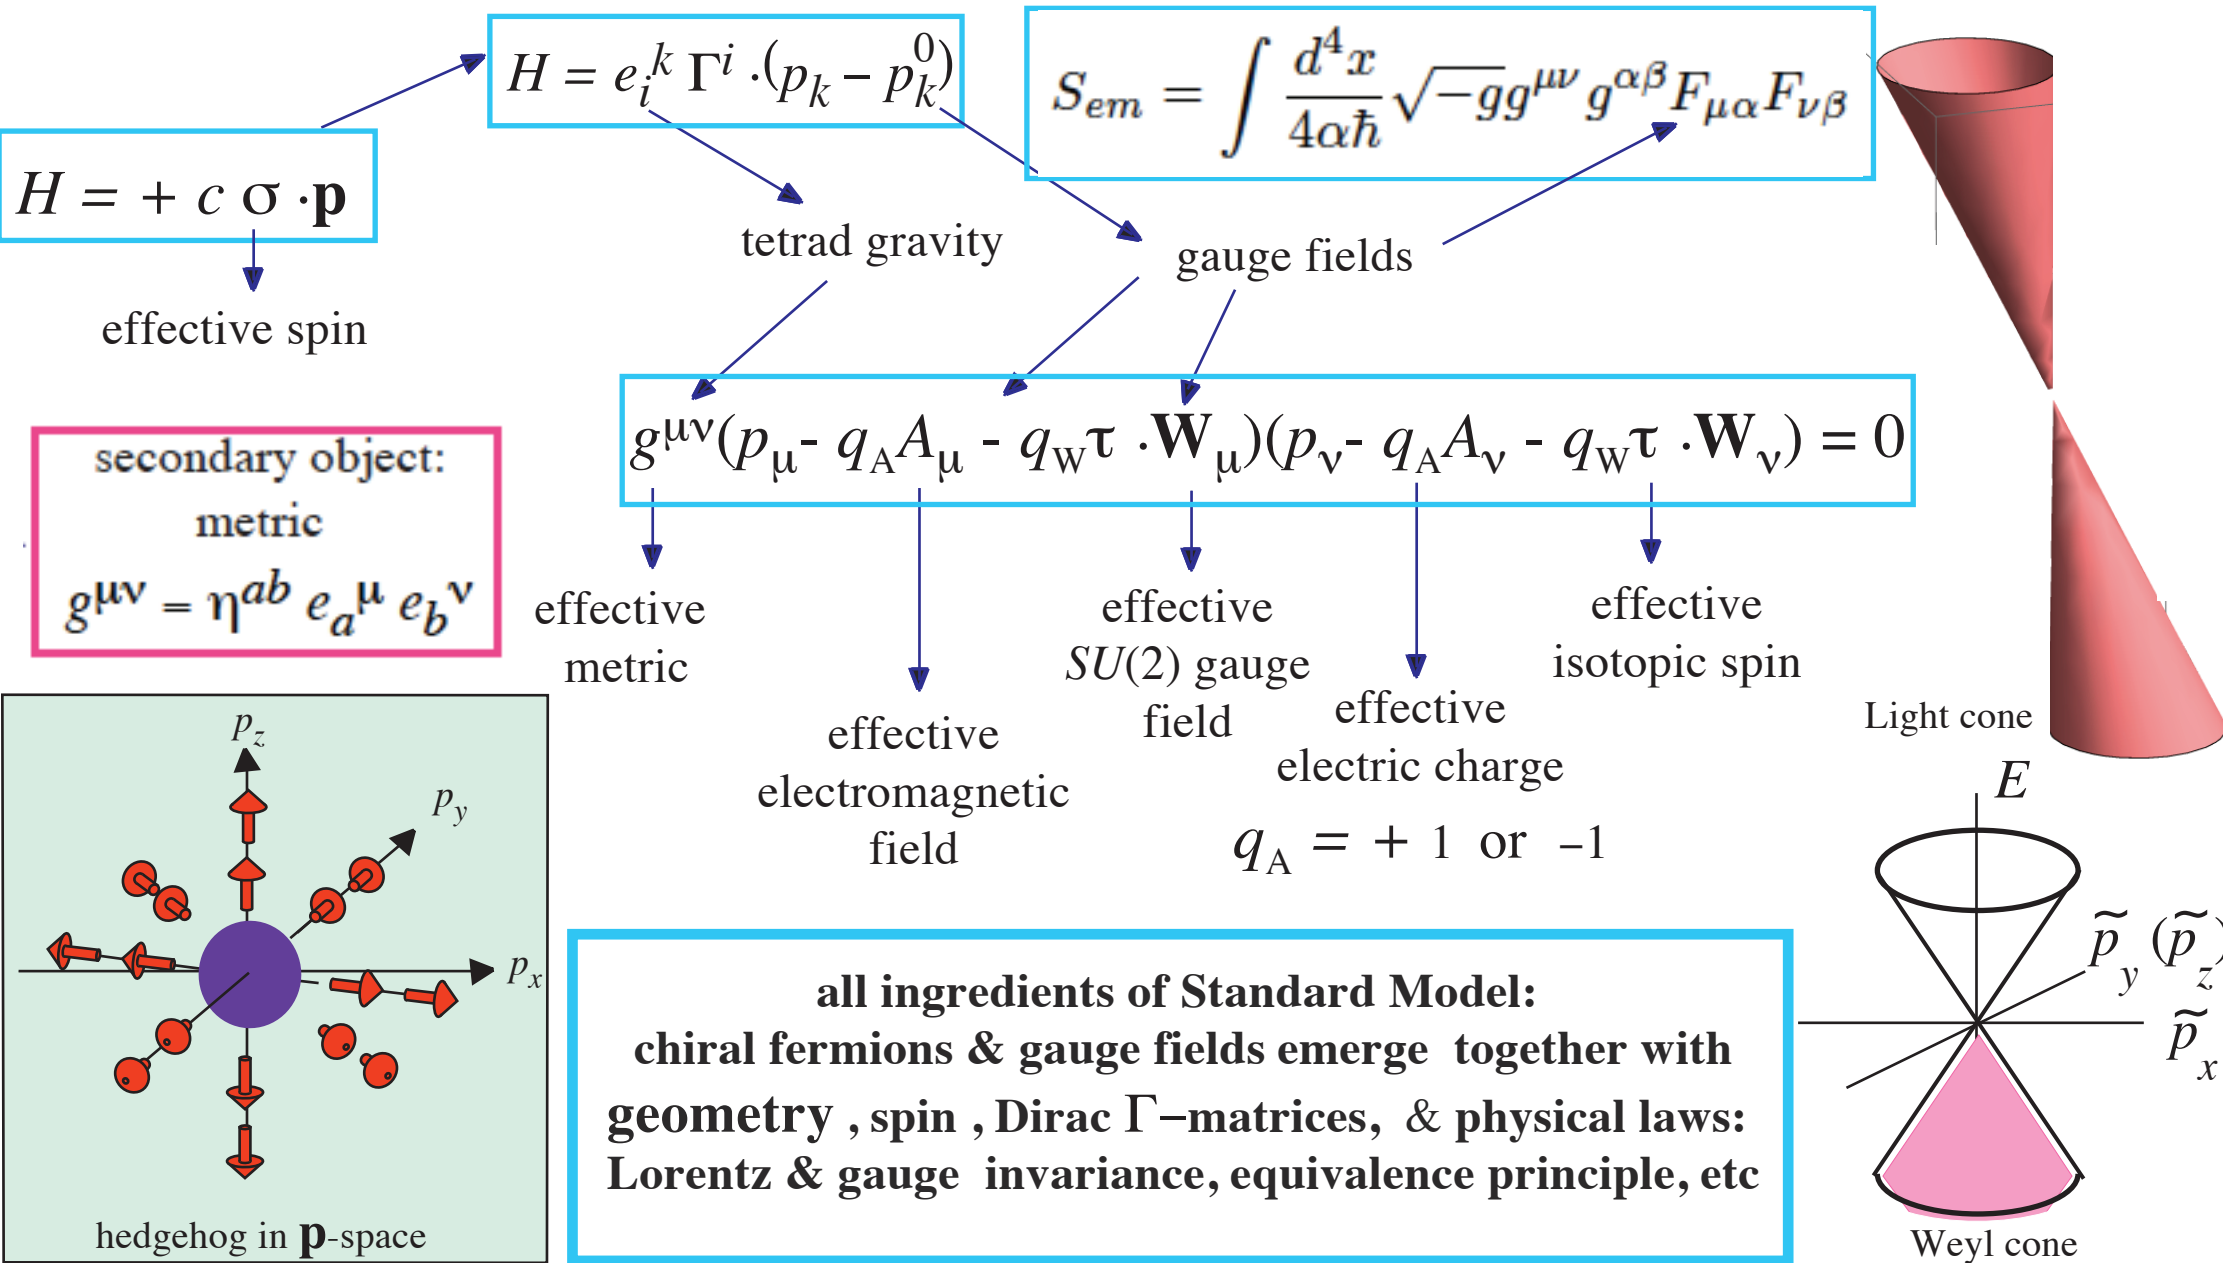 H = e_i^k Γ^i ·(p_k – p_k^0)
S_em = ∫ d⁴x/4αħ √−g g^μν g^αβ F_μα F_νβ
H = + c σ ·p
tetrad gravity
gauge fields
effective spin
g^μν(p_μ- q_A A_μ - q_W τ ·W_μ)(p_ν- q_A A_ν - q_W τ ·W_ν) = 0
secondary object:
metric
g^μν = η^ab e_a^μ e_b^ν
effective
metric
effective
electromagnetic
field
effective
SU(2) gauge
field
effective
electric charge
q_A = + 1 or –1
effective
isotopic spin
Light cone
p_z
p_y
p_x
hedgehog in p-space
all ingredients of Standard Model:
chiral fermions & gauge fields emerge together with
geometry , spin , Dirac Γ–matrices, & physical laws:
Lorentz & gauge invariance, equivalence principle, etc
E
p̃_y (p̃_z)
p̃_x
Weyl cone